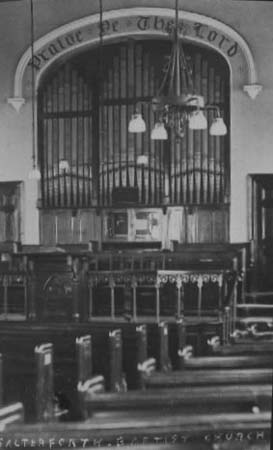 Praise Ye The Lord
SALTERFORTH BAPTIST CHURCH